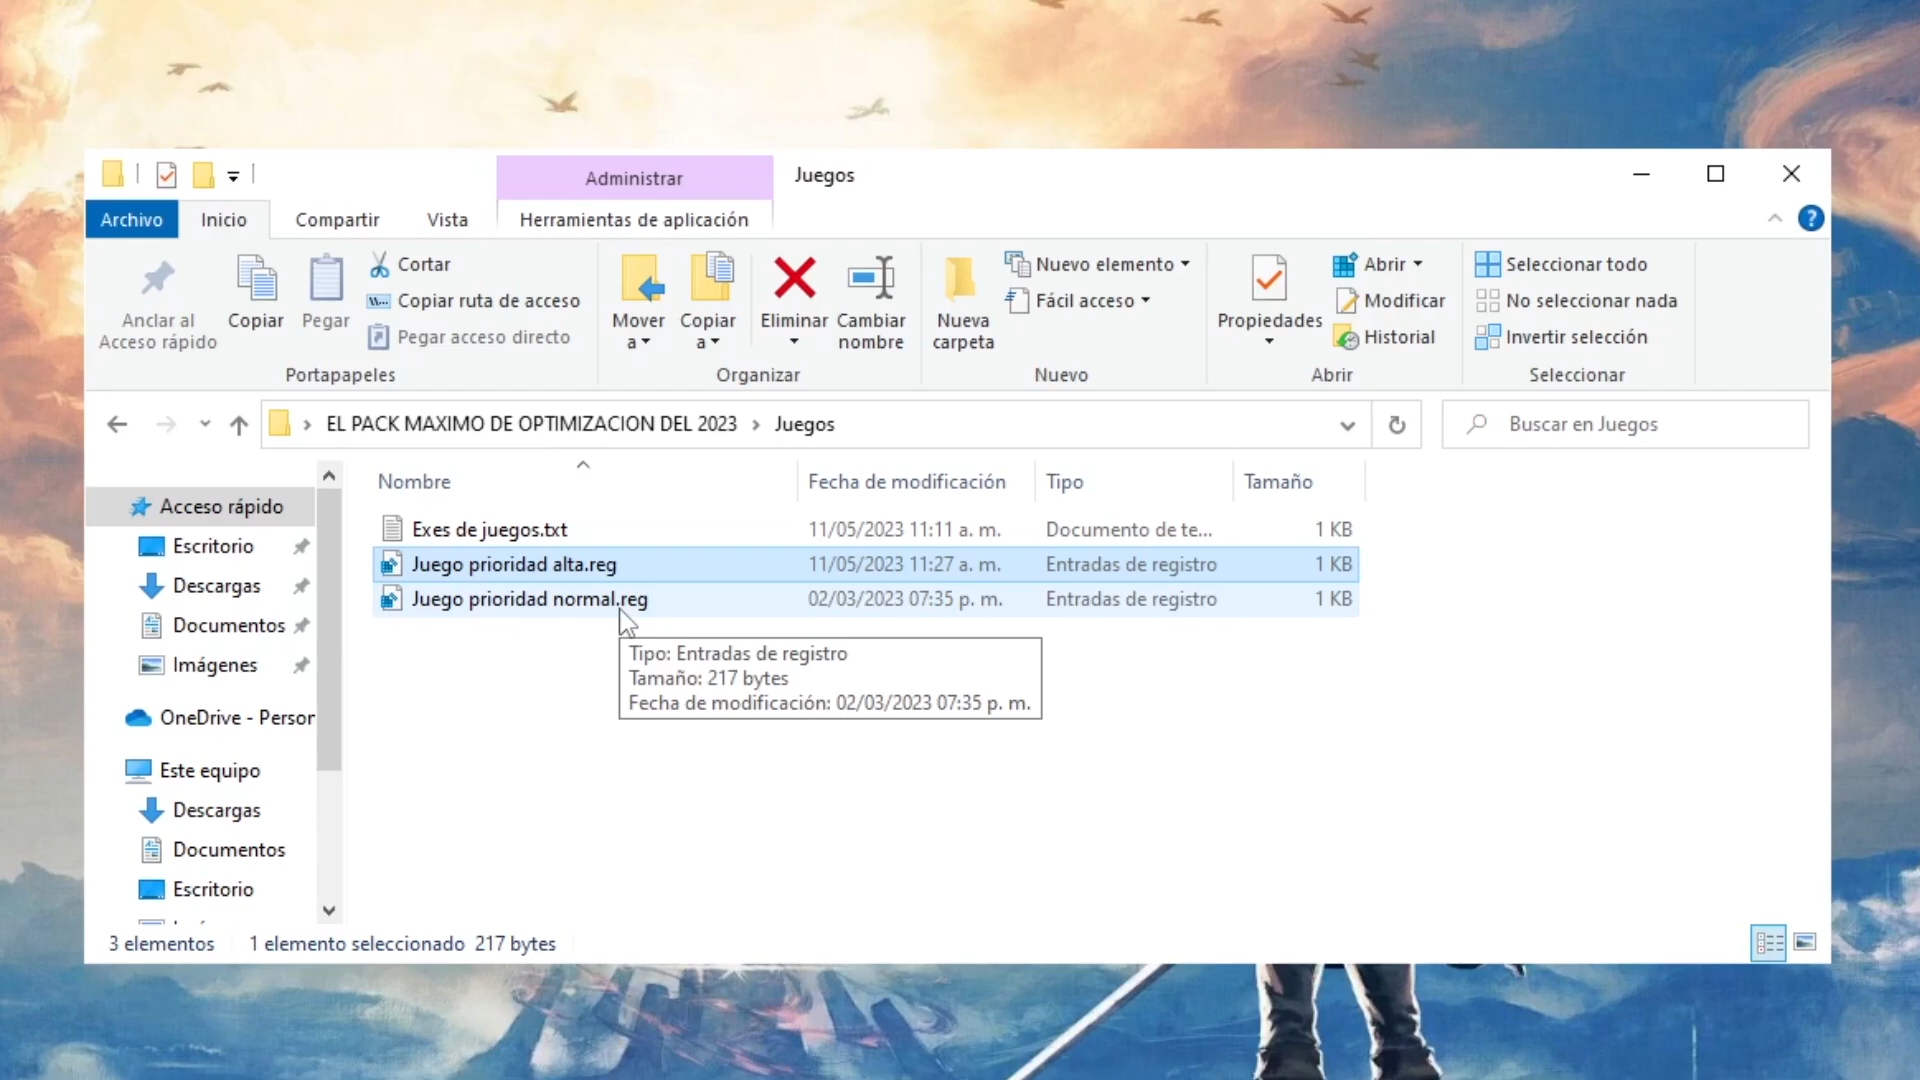 Administrar
Juegos
Archivo
Inicio
Compartir
Vista
Herramientas de aplicación
?
Anclar al
Acceso rápido
Copiar
Pegar
Cortar
Copiar ruta de acceso
Pegar acceso directo
Portapapeles
Mover
a
Copiar
a
Eliminar
Cambiar
nombre
Organizar
Nueva
carpeta
Nuevo elemento
Fácil acceso
Nuevo
Propiedades
Abrir
Modificar
Historial
Abrir
Seleccionar todo
No seleccionar nada
Invertir selección
Seleccionar
EL PACK MAXIMO DE OPTIMIZACION DEL 2023 > Juegos
Buscar en Juegos
Nombre
Fecha de modificación
Tipo
Tamaño
Exes de juegos.txt 11/05/2023 11:11 a. m. Documento de te... 1 KB
Juego prioridad alta.reg 11/05/2023 11:27 a. m. Entradas de registro 1 KB
Juego prioridad normal.reg 02/03/2023 07:35 p. m. Entradas de registro 1 KB
Tipo: Entradas de registro
Tamaño: 217 bytes
Fecha de modificación: 02/03/2023 07:35 p. m.
Acceso rápido
Escritorio
Descargas
Documentos
Imágenes
OneDrive - Person
Este equipo
Descargas
Documentos
Escritorio
3 elementos
1 elemento seleccionado 217 bytes